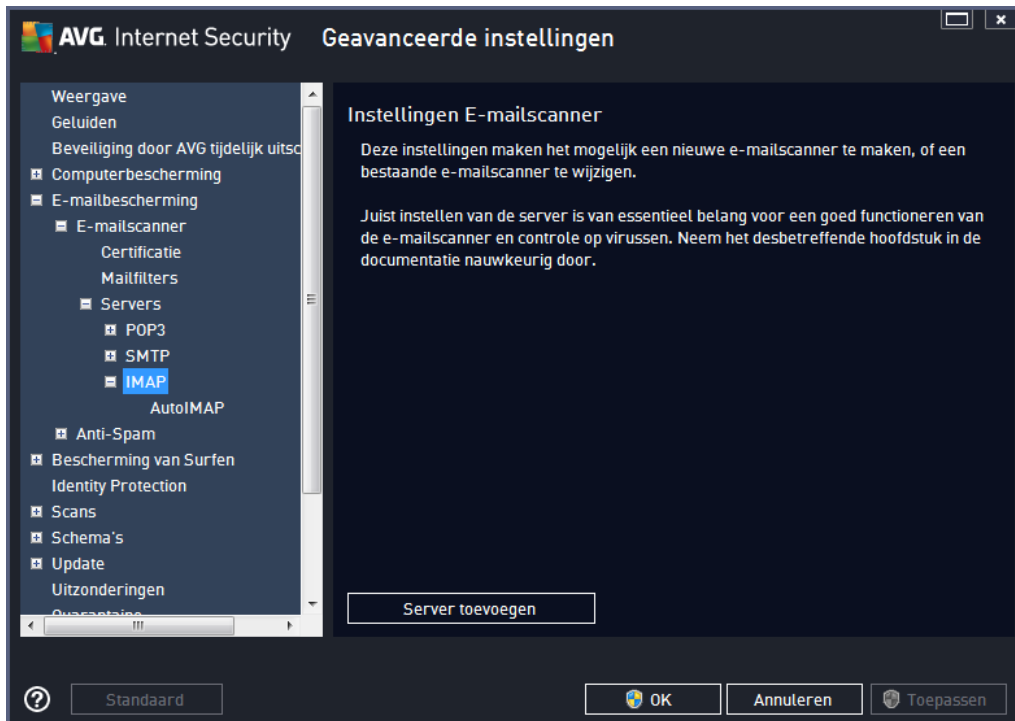 AVG. Internet Security Geavanceerde instellingen
Weergave
Geluiden
Beveiliging door AVG tijdelijk uitsc
Computerbescherming
E-mailbescherming
E-mailscanner
Certificatie
Mailfilters
Servers
POP3
SMTP
IMAP
AutoIMAP
Anti-Spam
Bescherming van Surfen
Identity Protection
Scans
Schema's
Update
Uitzonderingen
Quarantaine
Instellingen E-mailscanner
Deze instellingen maken het mogelijk een nieuwe e-mailscanner te maken, of een
bestaande e-mailscanner te wijzigen.
Juist instellen van de server is van essentieel belang voor een goed functioneren van
de e-mailscanner en controle op virussen. Neem het desbetreffende hoofdstuk in de
documentatie nauwkeurig door.
Server toevoegen
Standaard
OK
Annuleren
Toepassen